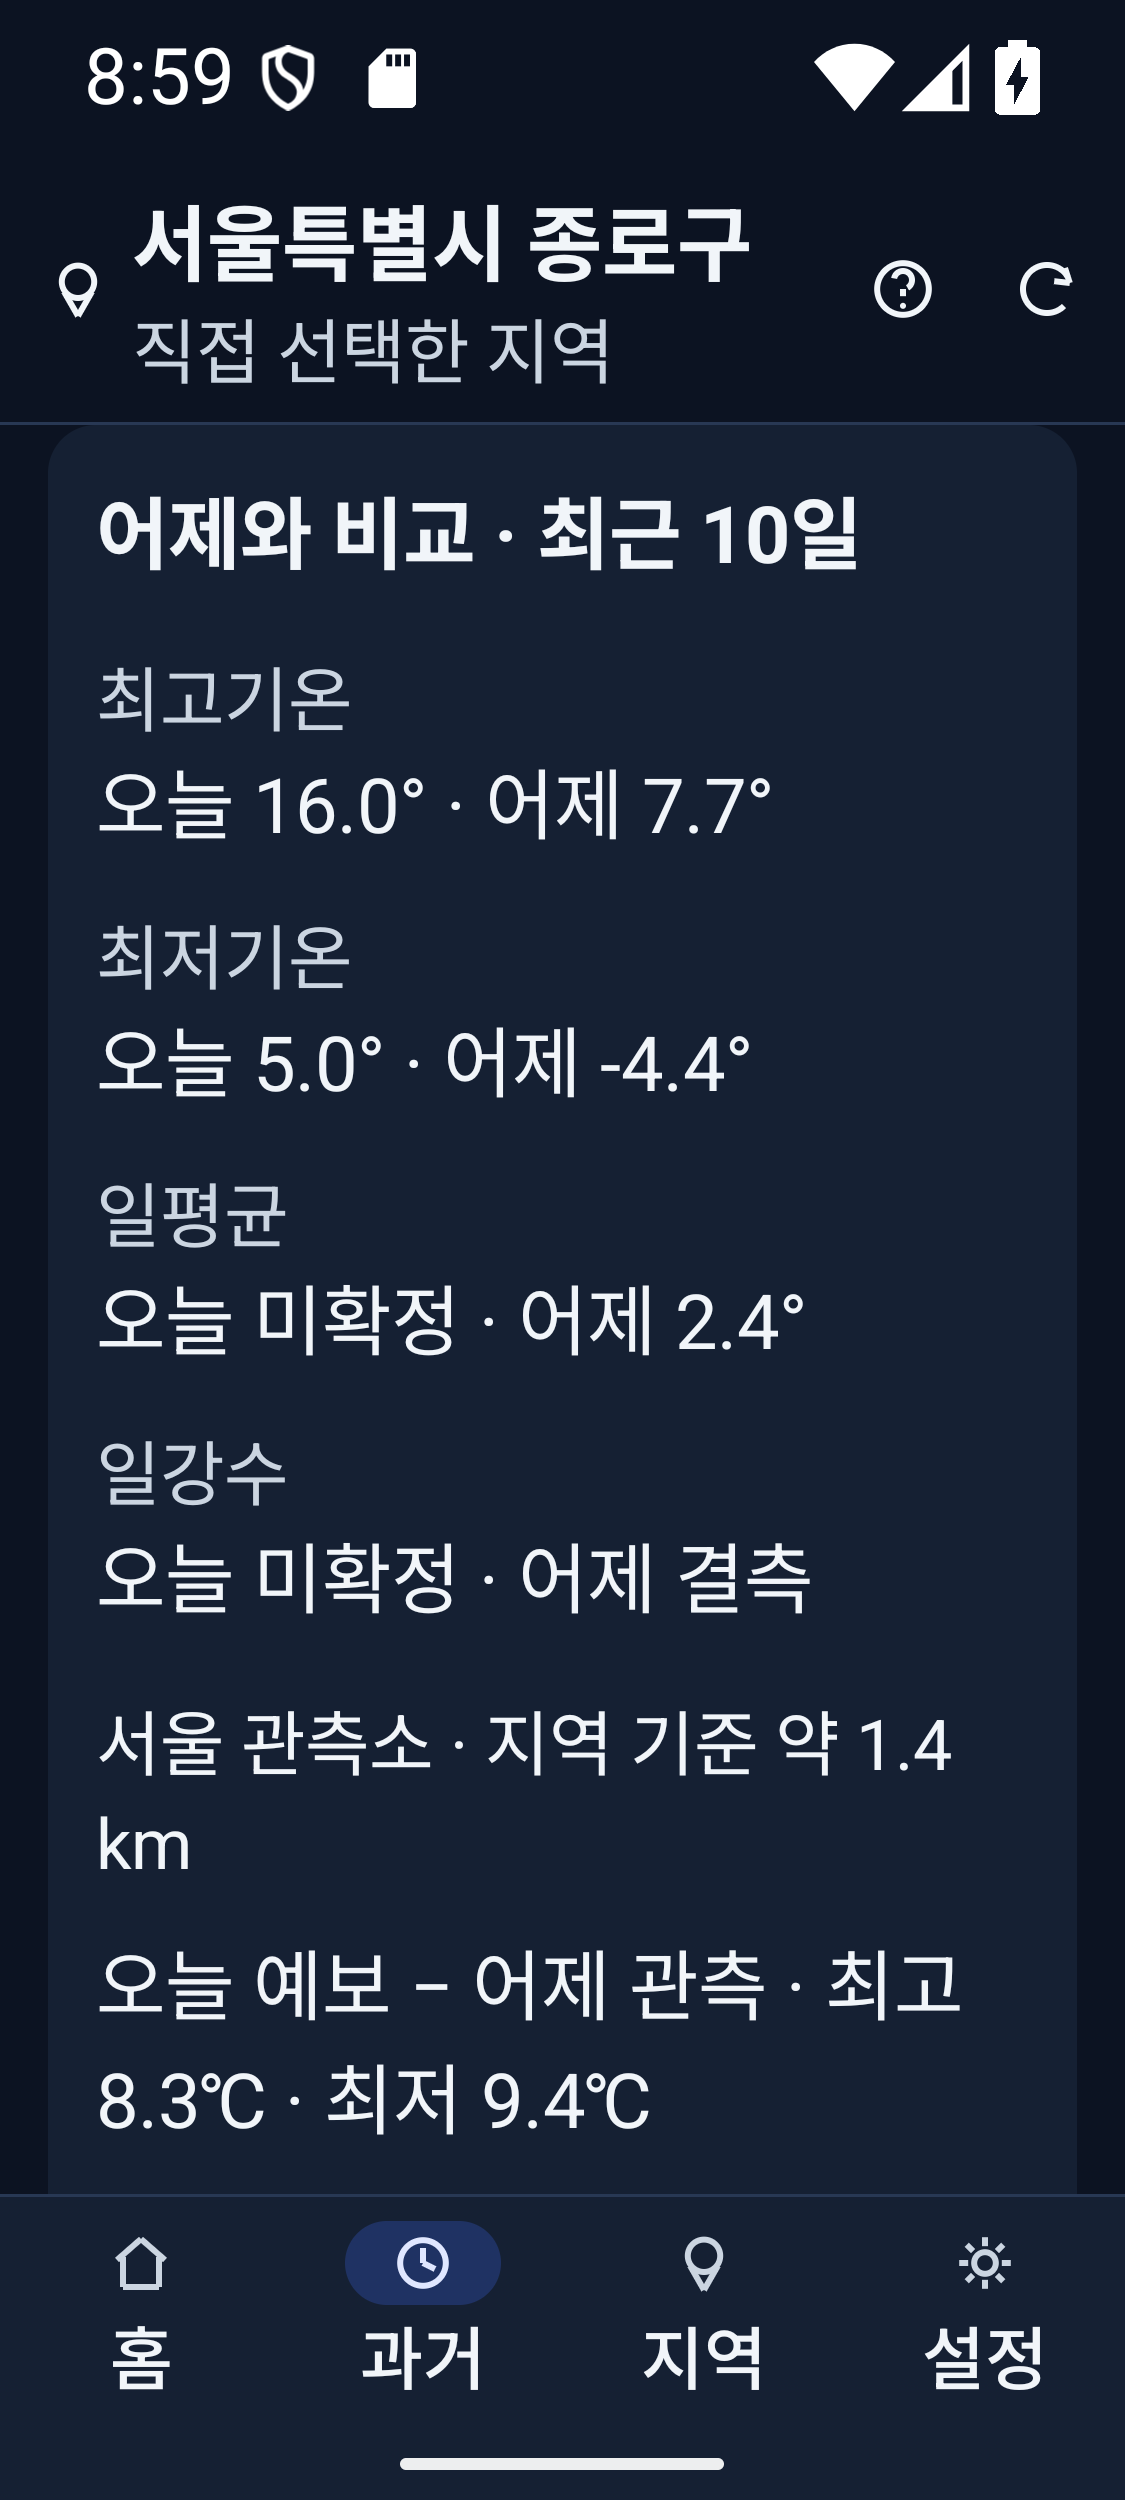 8:59
서울특별시 종로구
직접 선택한 지역
어제와 비교 · 최근 10일
최고기온
오늘 16.0° · 어제 7.7°
최저기온
오늘 5.0° · 어제 -4.4°
일평균
오늘 미확정 · 어제 2.4°
일강수
오늘 미확정 · 어제 결측
서울 관측소 · 지역 기준 약 1.4
km
오늘 예보 − 어제 관측 · 최고
8.3℃ · 최저 9.4℃
홈
과거
지역
설정